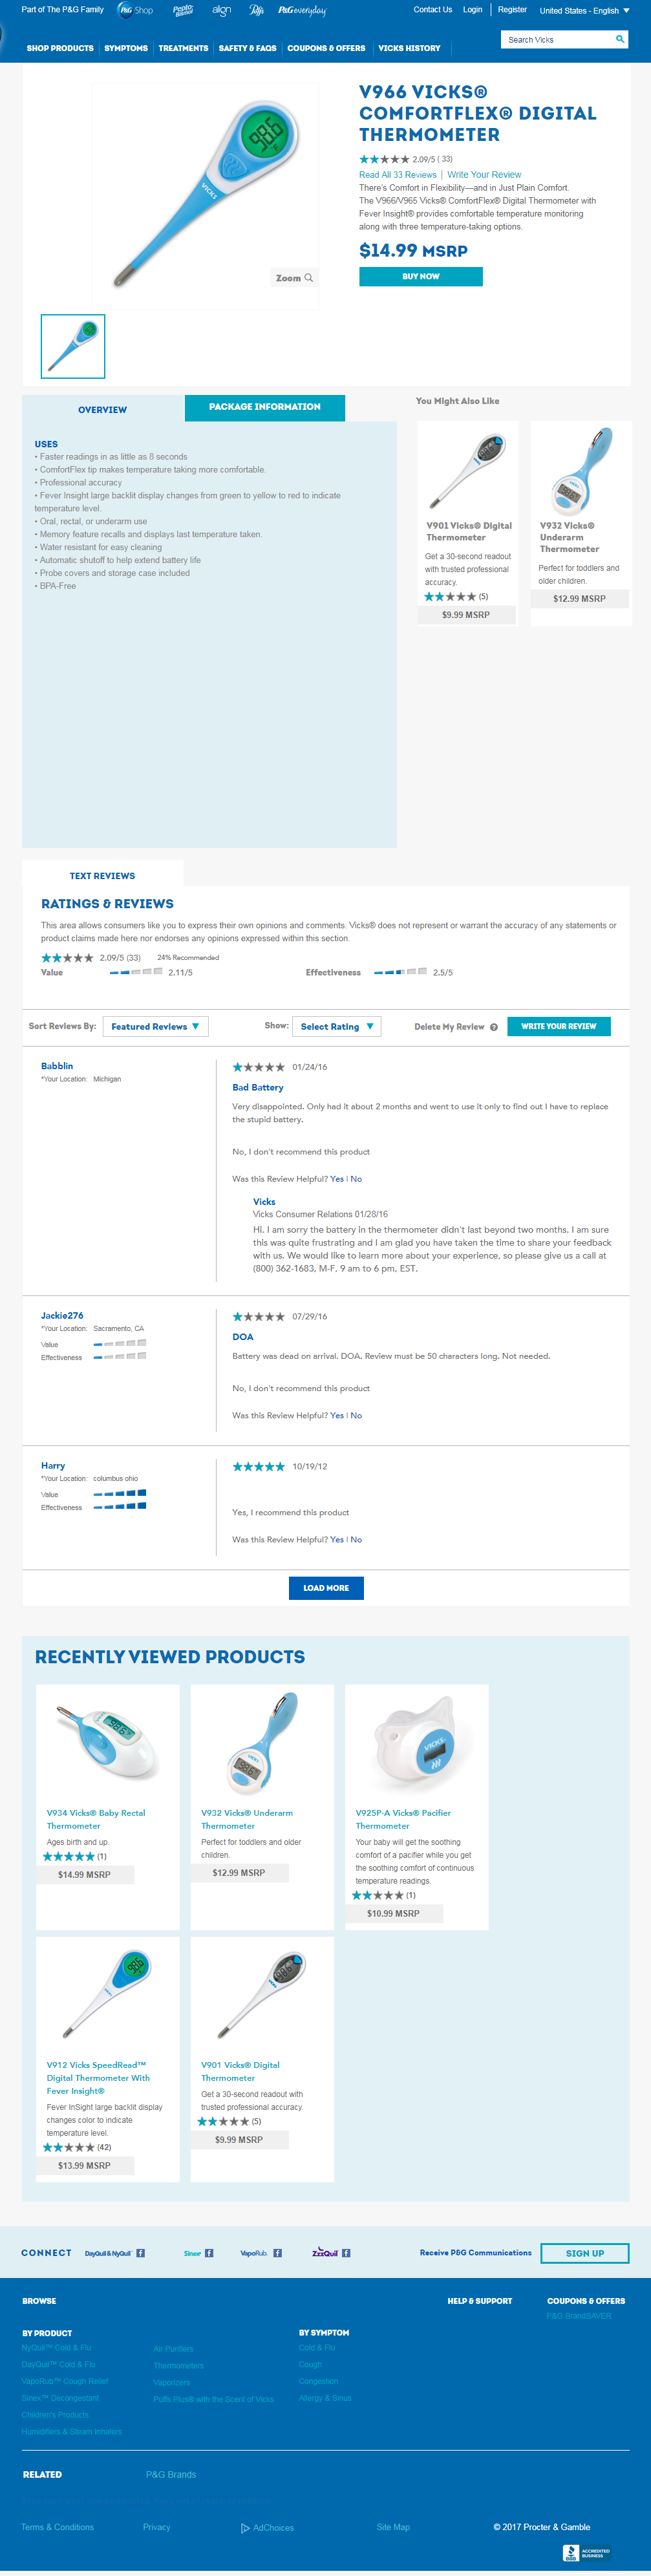 Part of The P&G Family P&G Shop Pepto-Bismol align Puffs P&G everyday Contact Us Login Register United States - English
SHOP PRODUCTS SYMPTOMS TREATMENTS SAFETY & FAQS COUPONS & OFFERS VICKS HISTORY
Search Vicks
V966 VICKS®
COMFORTFLEX® DIGITAL
THERMOMETER
2.09/5 ( 33)
Read All 33 Reviews | Write Your Review
There's Comfort in Flexibility—and in Just Plain Comfort.
The V966/V965 Vicks® ComfortFlex® Digital Thermometer with
Fever Insight® provides comfortable temperature monitoring
along with three temperature-taking options.
$14.99 MSRP
BUY NOW
98.6
VICKS
Zoom
OVERVIEW
PACKAGE INFORMATION
USES
• Faster readings in as little as 8 seconds
• ComfortFlex tip makes temperature taking more comfortable.
• Professional accuracy
• Fever Insight large backlit display changes from green to yellow to red to indicate
temperature level.
• Oral, rectal, or underarm use
• Memory feature recalls and displays last temperature taken.
• Water resistant for easy cleaning
• Automatic shutoff to help extend battery life
• Probe covers and storage case included
• BPA-Free
You Might Also Like
V901 Vicks® Digital
Thermometer
Get a 30-second readout
with trusted professional
accuracy.
(5)
$9.99 MSRP
V932 Vicks®
Underarm
Thermometer
Perfect for toddlers and
older children.
$12.99 MSRP
TEXT REVIEWS
RATINGS & REVIEWS
This area allows consumers like you to express their own opinions and comments. Vicks® does not represent or warrant the accuracy of any statements or
product claims made here nor endorses any opinions expressed within this section.
2.09/5 (33) 24% Recommended
Value 2.11/5 Effectiveness 2.5/5
Sort Reviews By: Featured Reviews Show: Select Rating Delete My Review WRITE YOUR REVIEW
Babblin
*Your Location: Michigan
01/24/16
Bad Battery
Very disappointed. Only had it about 2 months and went to use it only to find out I have to replace
the stupid battery.
No, I don't recommend this product
Was this Review Helpful? Yes | No
Vicks
Vicks Consumer Relations 01/28/16
Hi. I am sorry the battery in the thermometer didn't last beyond two months. I am sure
this was quite frustrating and I am glad you have taken the time to share your feedback
with us. We would like to learn more about your experience, so please give us a call at
(800) 362-1683, M-F, 9 am to 6 pm, EST.
Jackie276
*Your Location: Sacramento, CA
Value
Effectiveness
07/29/16
DOA
Battery was dead on arrival. DOA. Review must be 50 characters long. Not needed.
No, I don't recommend this product
Was this Review Helpful? Yes | No
Harry
*Your Location: columbus ohio
Value
Effectiveness
10/19/12
Yes, I recommend this product
Was this Review Helpful? Yes | No
LOAD MORE
RECENTLY VIEWED PRODUCTS
V934 Vicks® Baby Rectal
Thermometer
Ages birth and up.
(1)
$14.99 MSRP
V932 Vicks® Underarm
Thermometer
Perfect for toddlers and older
children.
$12.99 MSRP
V925P-A Vicks® Pacifier
Thermometer
Your baby will get the soothing
comfort of a pacifier while you get
the soothing comfort of continuous
temperature readings.
(1)
$10.99 MSRP
V912 Vicks SpeedRead™
Digital Thermometer With
Fever Insight®
Fever InSight large backlit display
changes color to indicate
temperature level.
(42)
$13.99 MSRP
V901 Vicks® Digital
Thermometer
Get a 30-second readout with
trusted professional accuracy.
(5)
$9.99 MSRP
CONNECT DayQuil & NyQuil Sinex VapoRub ZzzQuil Receive P&G Communications SIGN UP
BROWSE
HELP & SUPPORT
COUPONS & OFFERS
P&G BrandSAVER
BY PRODUCT
NyQuil™ Cold & Flu
DayQuil™ Cold & Flu
VapoRub™ Cough Relief
Sinex™ Decongestant
Children's Products
Humidifiers & Steam Inhalers
Air Purifiers
Thermometers
Vaporizers
Puffs Plus® with the Scent of Vicks
BY SYMPTOM
Cold & Flu
Cough
Congestion
Allergy & Sinus
RELATED P&G Brands
Terms & Conditions Privacy AdChoices Site Map © 2017 Procter & Gamble
BBB ACCREDITED
BUSINESS